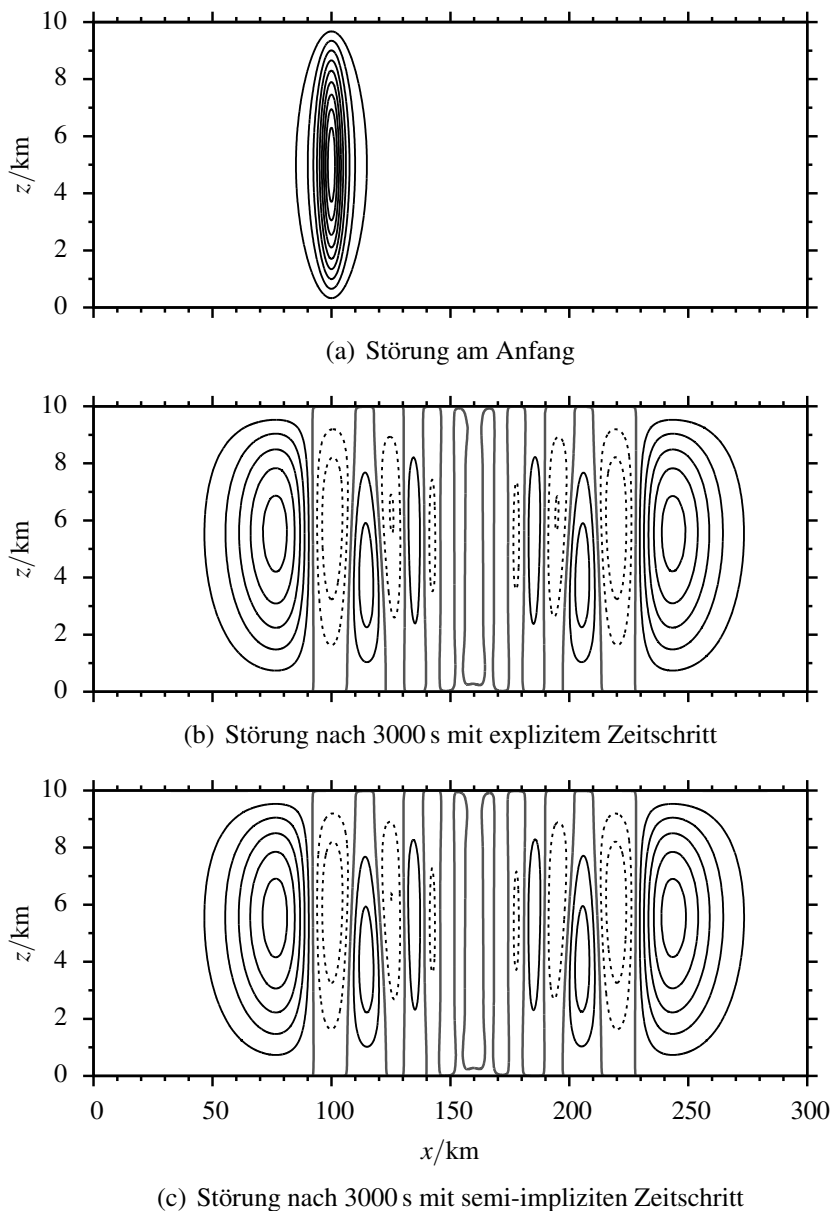 10
8
6
4
2
0
z/km
(a) Störung am Anfang
10
8
6
4
2
0
z/km
(b) Störung nach 3000 s mit explizitem Zeitschritt
10
8
6
4
2
0
z/km
0 50 100 150 200 250 300
x/km
(c) Störung nach 3000 s mit semi-impliziten Zeitschritt